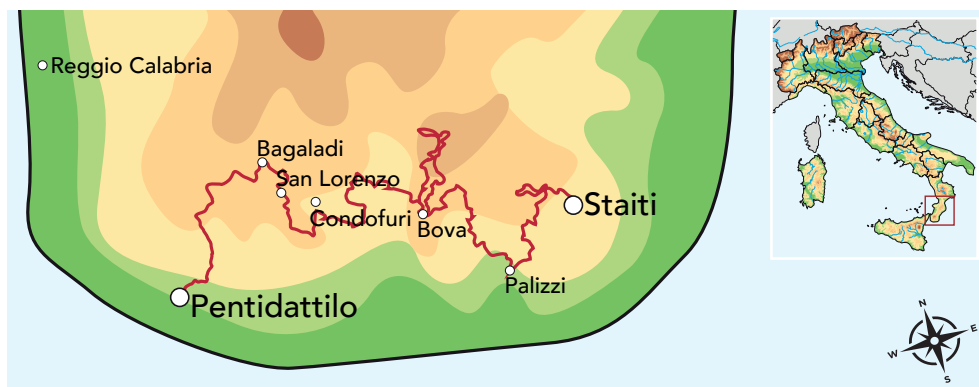 Reggio Calabria
Bagaladi
San Lorenzo
Condofuri
Bova
Staiti
Palizzi
Pentidattilo
N
E
W
S